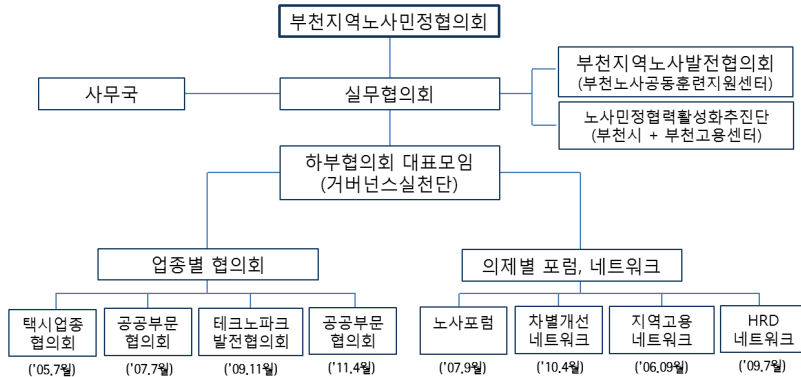 부천지역노사민정협의회
사무국
실무협의회
부천지역노사발전협의회
(부천노사공동훈련지원센터)
노사민정협력활성화추진단
(부천시 + 부천고용센터)
하부협의회 대표모임
(거버넌스실천단)
업종별 협의회
의제별 포럼, 네트워크
택시업종
협의회
('05.7월)
공공부문
협의회
('07.7월)
테크노파크
발전협의회
('09.11월)
공공부문
협의회
('11.4월)
노사포럼
('07.9월)
차별개선
네트워크
('10.4월)
지역고용
네트워크
('06.09월)
HRD
네트워크
('09.7월)